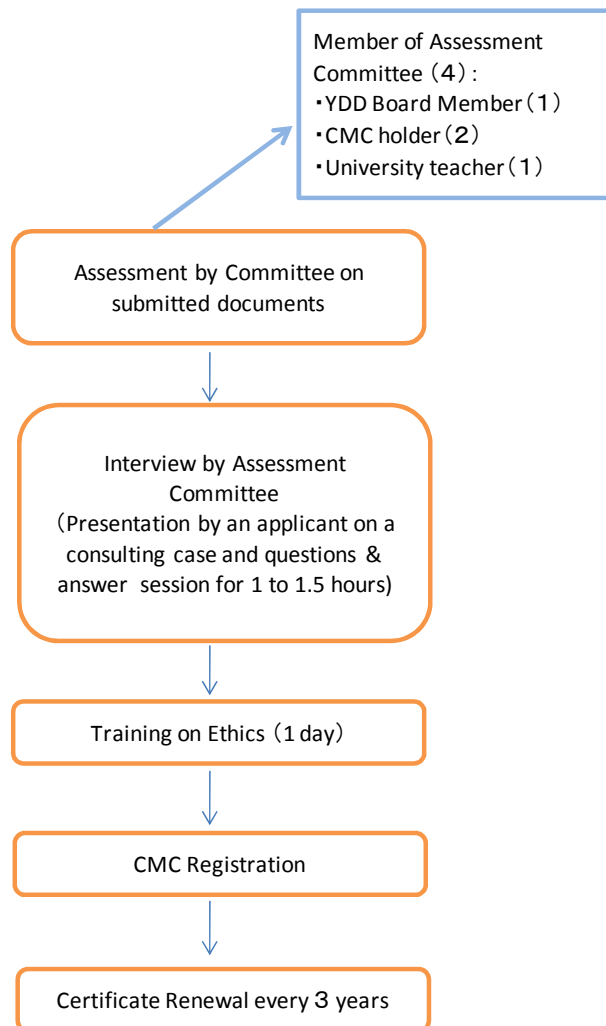 Member of Assessment
Committee（4）:
・YDD Board Member（1）
・CMC holder（2）
・University teacher（1）
Assessment by Committee on
submitted documents
Interview by Assessment
Committee
（Presentation by an applicant on a
consulting case and questions &
answer session for 1 to 1.5 hours）
Training on Ethics（1 day）
CMC Registration
Certificate Renewal every 3 years